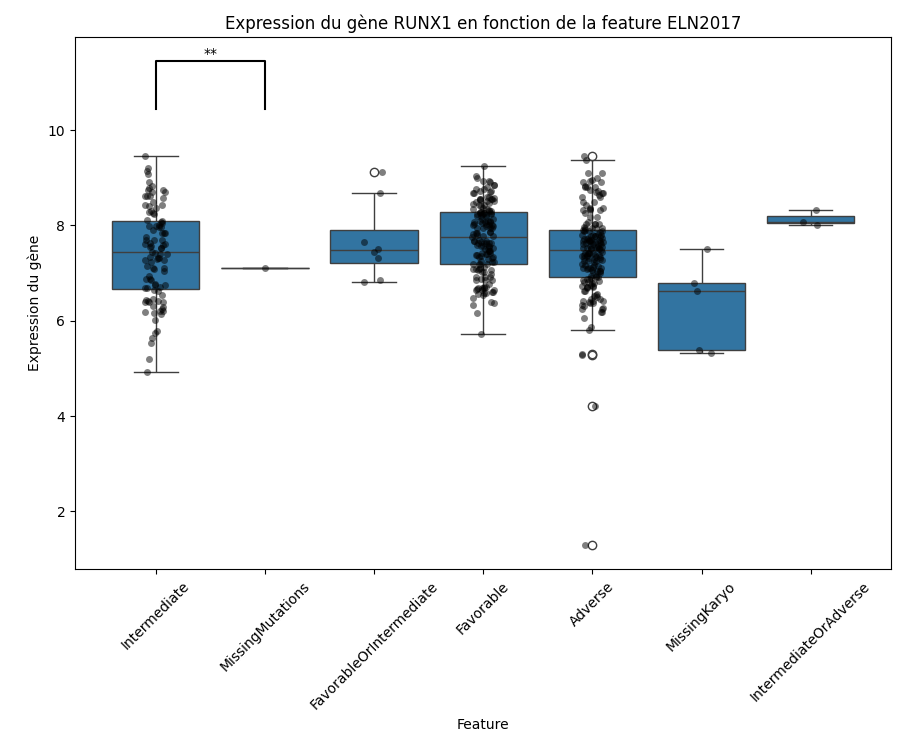 Expression du gène RUNX1 en fonction de la feature ELN2017
**
Expression du gène
10
8
6
4
2
Intermediate
MissingMutations
FavorableOrIntermediate
Favorable
Adverse
MissingKaryo
IntermediateOrAdverse
Feature